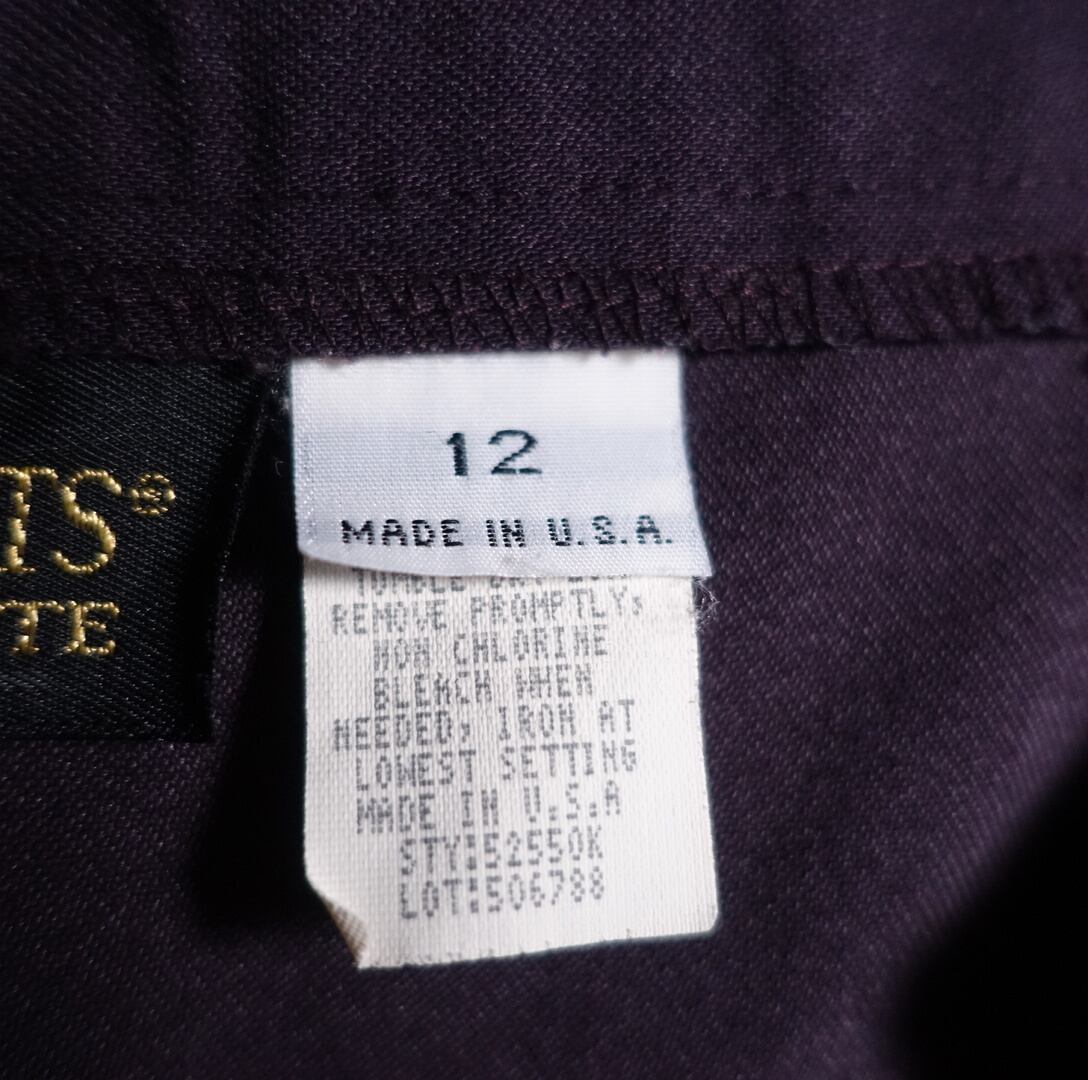 TS®
TE
12
MADE IN U.S.A.
TUMBLE
REMOVE PROMPTLY;
NON CHLORINE
BLEACH WHEN
NEEDED; IRON AT
LOWEST SETTING
MADE IN U.S.A
STY:52550K
LOT:506788